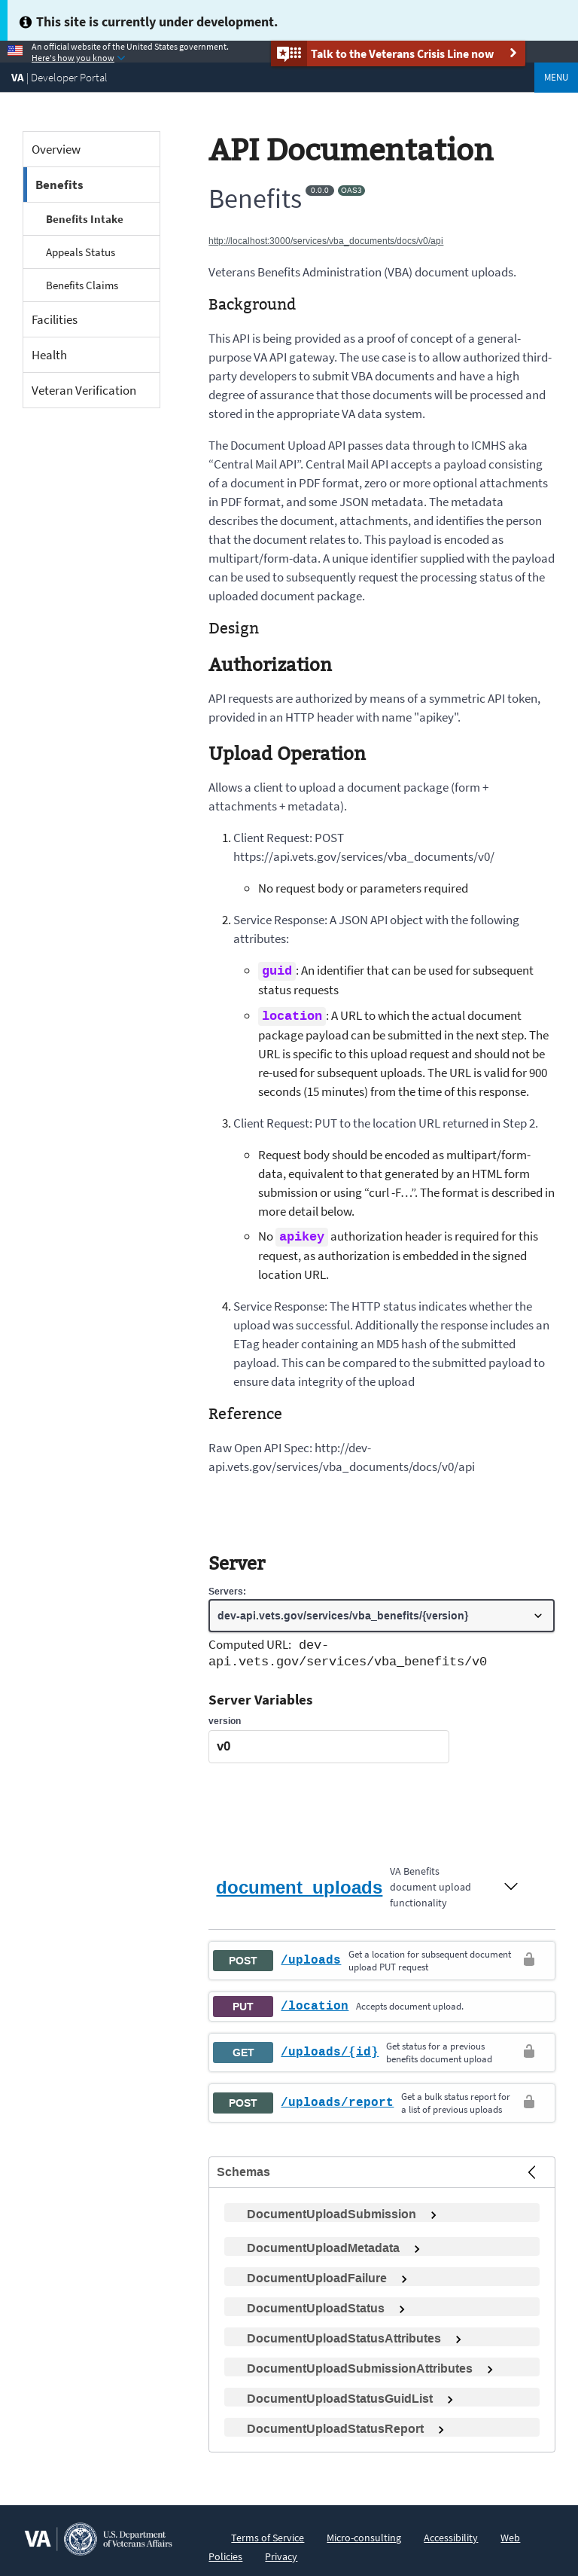 This site is currently under development.
An official website of the United States government.
Here's how you know
Talk to the Veterans Crisis Line now
VA | Developer Portal
MENU
Overview
Benefits
Benefits Intake
Appeals Status
Benefits Claims
Facilities
Health
Veteran Verification
API Documentation
Benefits 0.0.0 OAS3
http://localhost:3000/services/vba_documents/docs/v0/api
Veterans Benefits Administration (VBA) document uploads.
Background
This API is being provided as a proof of concept of a general-
purpose VA API gateway. The use case is to allow authorized third-
party developers to submit VBA documents and have a high
degree of assurance that those documents will be processed and
stored in the appropriate VA data system.
The Document Upload API passes data through to ICMHS aka
“Central Mail API”. Central Mail API accepts a payload consisting
of a document in PDF format, zero or more optional attachments
in PDF format, and some JSON metadata. The metadata
describes the document, attachments, and identifies the person
that the document relates to. This payload is encoded as
multipart/form-data. A unique identifier supplied with the payload
can be used to subsequently request the processing status of the
uploaded document package.
Design
Authorization
API requests are authorized by means of a symmetric API token,
provided in an HTTP header with name "apikey".
Upload Operation
Allows a client to upload a document package (form +
attachments + metadata).
1. Client Request: POST
https://api.vets.gov/services/vba_documents/v0/
No request body or parameters required
2. Service Response: A JSON API object with the following
attributes:
guid : An identifier that can be used for subsequent
status requests
location : A URL to which the actual document
package payload can be submitted in the next step. The
URL is specific to this upload request and should not be
re-used for subsequent uploads. The URL is valid for 900
seconds (15 minutes) from the time of this response.
3. Client Request: PUT to the location URL returned in Step 2.
Request body should be encoded as multipart/form-
data, equivalent to that generated by an HTML form
submission or using “curl -F…”. The format is described in
more detail below.
No apikey authorization header is required for this
request, as authorization is embedded in the signed
location URL.
4. Service Response: The HTTP status indicates whether the
upload was successful. Additionally the response includes an
ETag header containing an MD5 hash of the submitted
payload. This can be compared to the submitted payload to
ensure data integrity of the upload
Reference
Raw Open API Spec: http://dev-
api.vets.gov/services/vba_documents/docs/v0/api
Server
Servers:
dev-api.vets.gov/services/vba_benefits/{version}
Computed URL: dev-
api.vets.gov/services/vba_benefits/v0
Server Variables
version
v0
document_uploads
VA Benefits
document upload
functionality
POST /uploads Get a location for subsequent document
upload PUT request
PUT /location Accepts document upload.
GET /uploads/{id} Get status for a previous
benefits document upload
POST /uploads/report Get a bulk status report for
a list of previous uploads
Schemas
DocumentUploadSubmission
DocumentUploadMetadata
DocumentUploadFailure
DocumentUploadStatus
DocumentUploadStatusAttributes
DocumentUploadSubmissionAttributes
DocumentUploadStatusGuidList
DocumentUploadStatusReport
VA
U.S. Department
of Veterans Affairs
Terms of Service Micro-consulting Accessibility Web
Policies Privacy